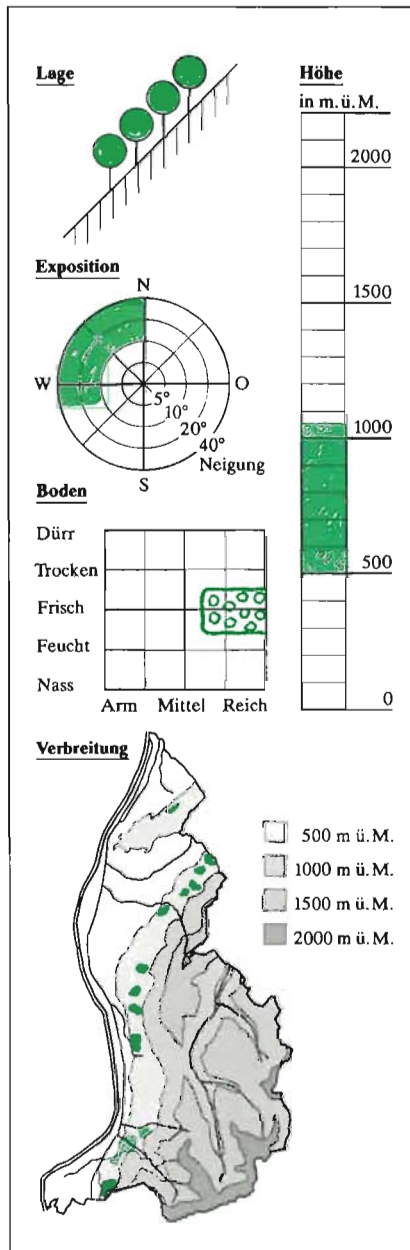 Lage
Höhe
in m.ü.M.
2000
1500
1000
500
0
Exposition
N
W
O
S
5°
10°
20°
40°
Neigung
Boden
Dürr
Trocken
Frisch
Feucht
Nass
Arm Mittel Reich
Verbreitung
500 m ü.M.
1000 m ü.M.
1500 m ü.M.
2000 m ü.M.